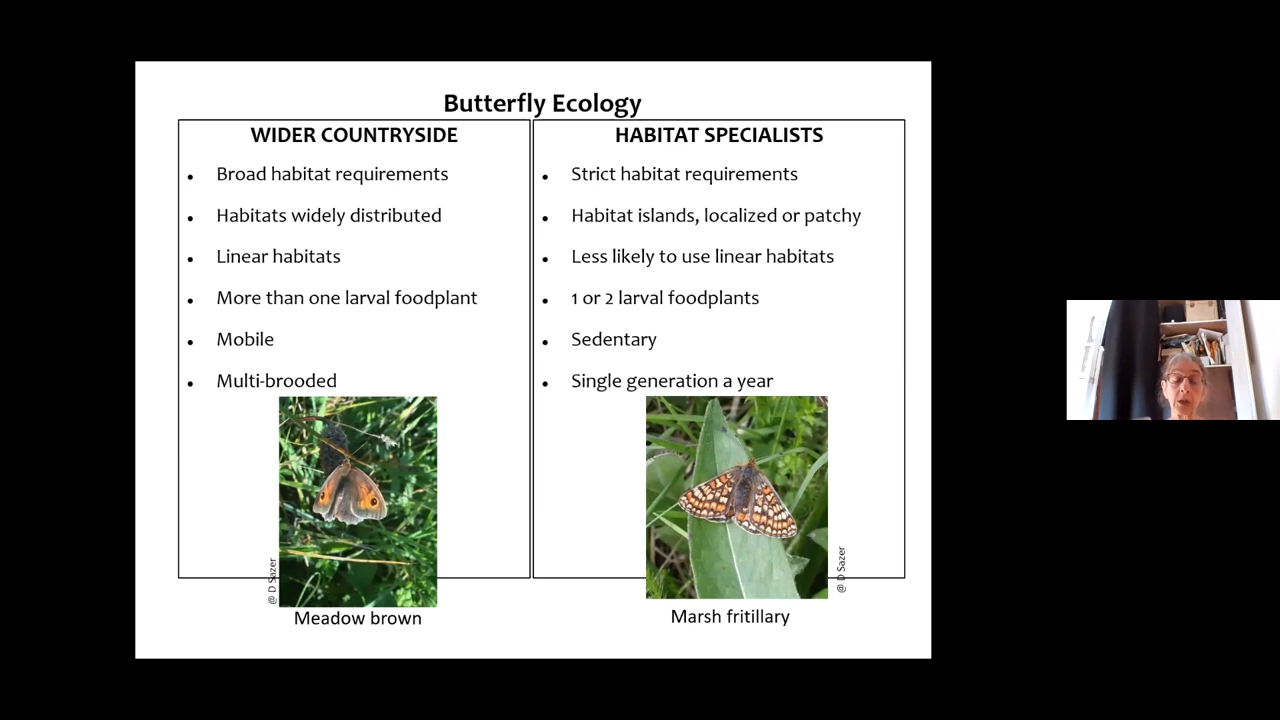 Butterfly Ecology
WIDER COUNTRYSIDE
• Broad habitat requirements
• Habitats widely distributed
• Linear habitats
• More than one larval foodplant
• Mobile
• Multi-brooded
@ D Sazer
Meadow brown
HABITAT SPECIALISTS
• Strict habitat requirements
• Habitat islands, localized or patchy
• Less likely to use linear habitats
• 1 or 2 larval foodplants
• Sedentary
• Single generation a year
@ D Sazer
Marsh fritillary